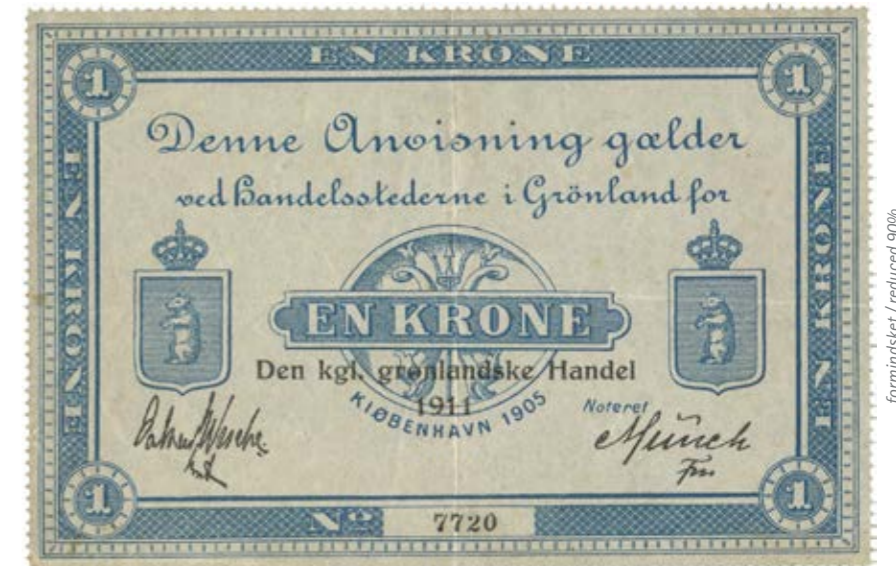 EN KRONE
1 1
Denne Anvisning gælder
ved Handelsstederne i Grönland for
EN KRONE
EN KRONE
EN KRONE
Den kgl. grønlandske Handel
1911
KIØBENHAVN 1905
Noteret
Münch
1 1
No 7720
formindsket / reduced 90%